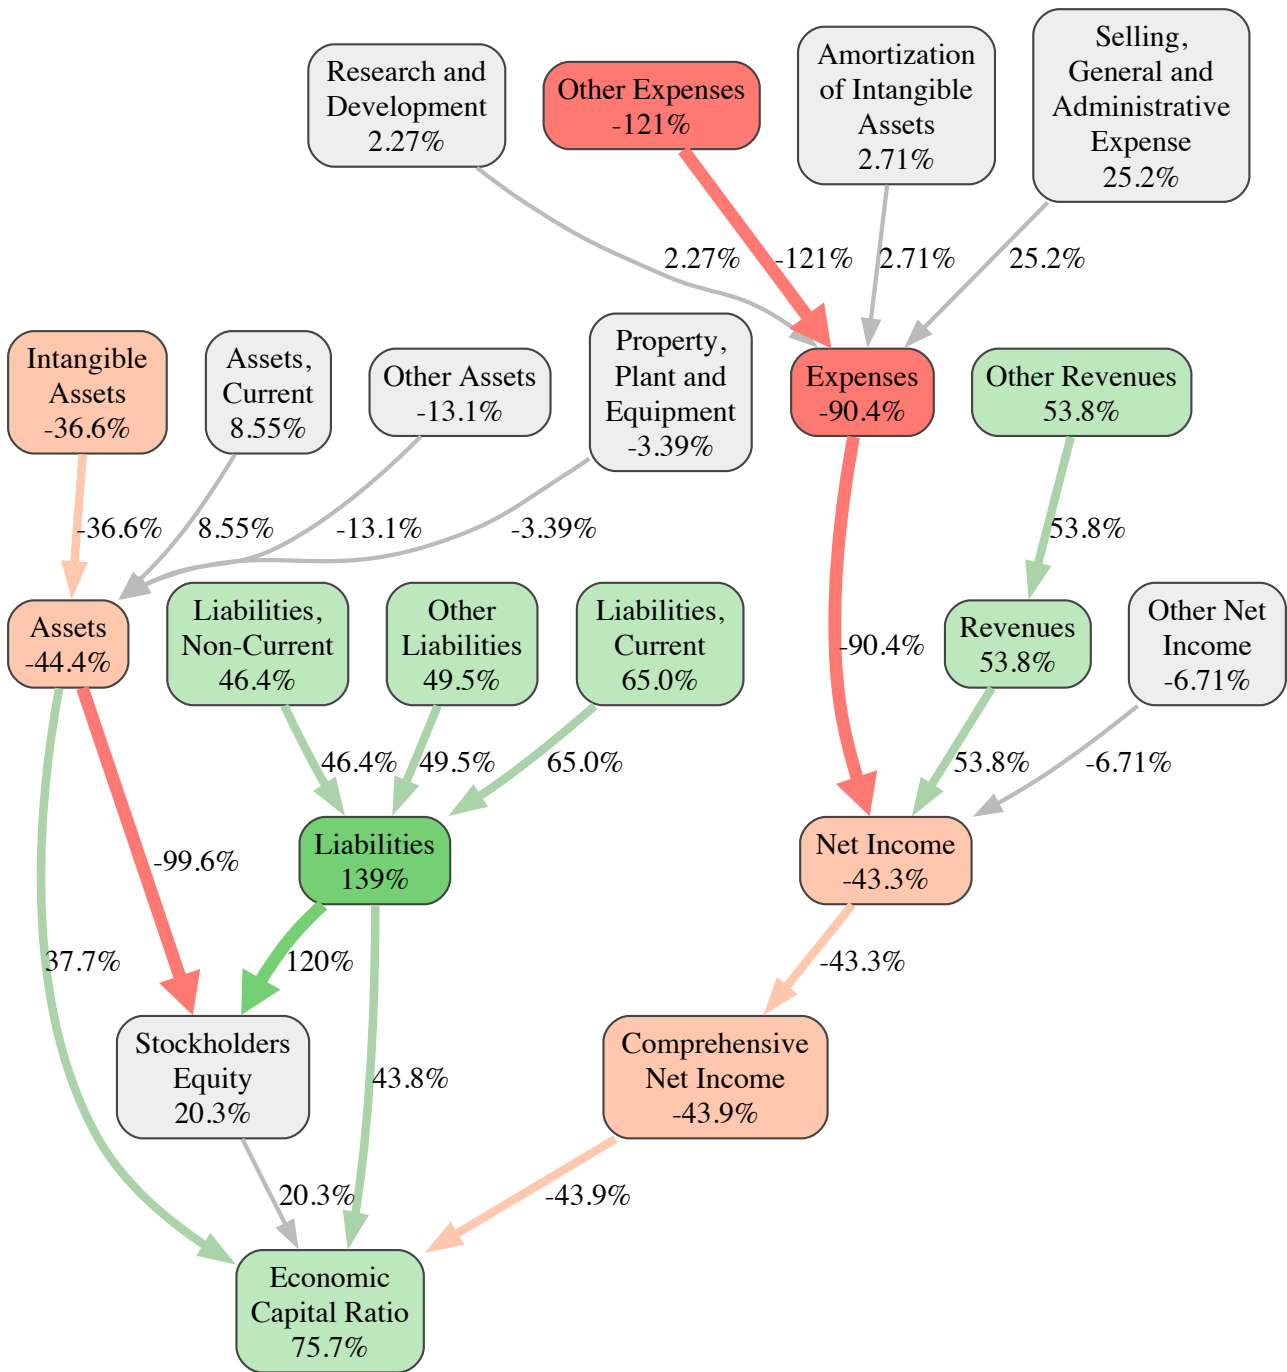 Research and
Development
2.27%
Other Expenses
-121%
Amortization
of Intangible
Assets
2.71%
Selling,
General and
Administrative
Expense
25.2%
2.27%
-121%
2.71%
25.2%
Intangible
Assets
-36.6%
Assets,
Current
8.55%
Other Assets
-13.1%
Property,
Plant and
Equipment
-3.39%
Expenses
-90.4%
Other Revenues
53.8%
-36.6%
8.55%
-13.1%
-3.39%
53.8%
Assets
-44.4%
Liabilities,
Non-Current
46.4%
Other
Liabilities
49.5%
Liabilities,
Current
65.0%
-90.4%
Revenues
53.8%
Other Net
Income
-6.71%
46.4%
49.5%
65.0%
53.8%
-6.71%
-99.6%
Liabilities
139%
Net Income
-43.3%
37.7%
120%
-43.3%
Stockholders
Equity
20.3%
43.8%
Comprehensive
Net Income
-43.9%
20.3%
-43.9%
Economic
Capital Ratio
75.7%